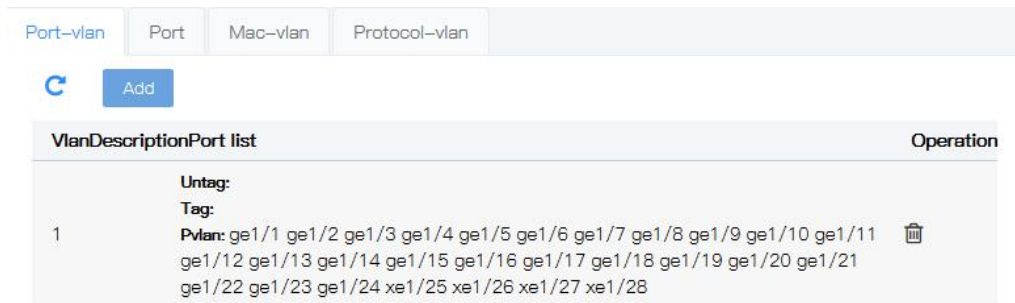 Port-vlan Port Mac-vlan Protocol-vlan
Add
VlanDescriptionPort list Operation
Untag:
Tag:
1 Pvlan: ge1/1 ge1/2 ge1/3 ge1/4 ge1/5 ge1/6 ge1/7 ge1/8 ge1/9 ge1/10 ge1/11
ge1/12 ge1/13 ge1/14 ge1/15 ge1/16 ge1/17 ge1/18 ge1/19 ge1/20 ge1/21
ge1/22 ge1/23 ge1/24 xe1/25 xe1/26 xe1/27 xe1/28